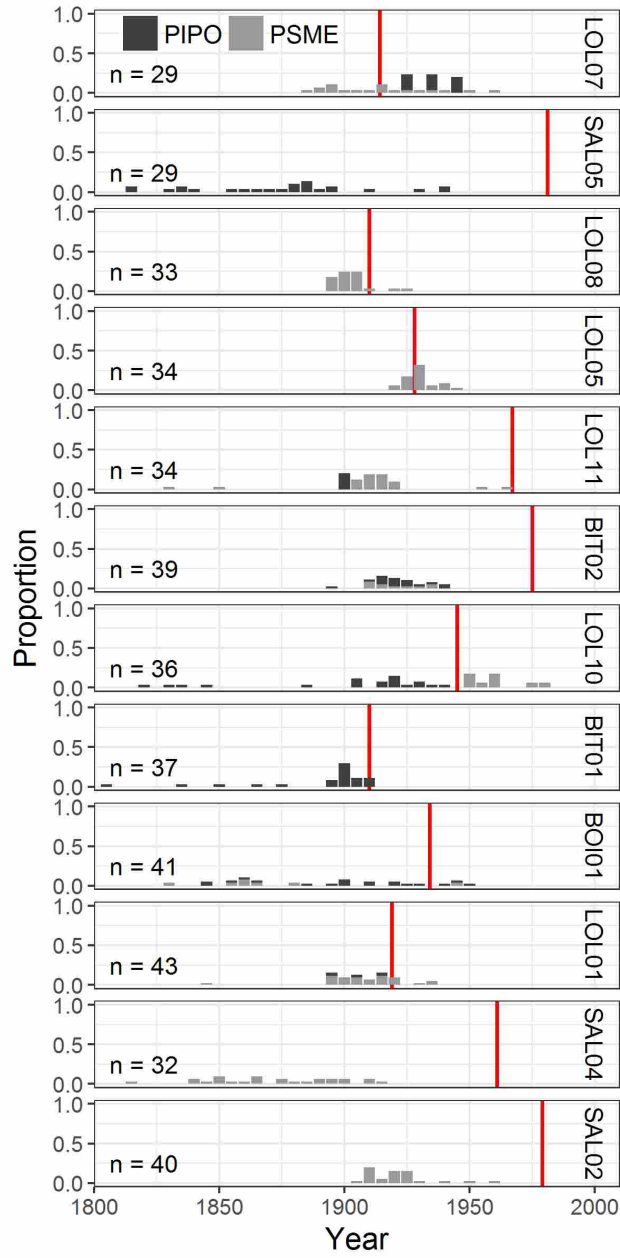 PIPO PSME
1.0
0.5
0.0
n = 29
LOL07
1.0
0.5
0.0
n = 29
SAL05
1.0
0.5
0.0
n = 33
LOL08
1.0
0.5
0.0
n = 34
LOL05
1.0
0.5
0.0
n = 34
LOL11
1.0
0.5
0.0
n = 39
BIT02
1.0
0.5
0.0
n = 36
LOL10
1.0
0.5
0.0
n = 37
BIT01
1.0
0.5
0.0
n = 41
BOI01
1.0
0.5
0.0
n = 43
LOL01
1.0
0.5
0.0
n = 32
SAL04
1.0
0.5
0.0
n = 40
SAL02
Proportion
1800 1850 1900 1950 2000
Year